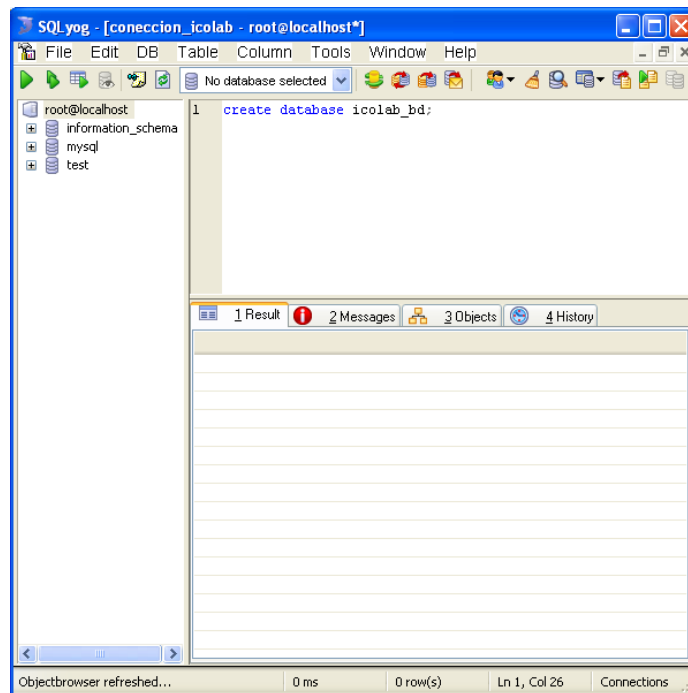 SQLyog - [coneccion_icolab - root@localhost*]
File Edit DB Table Column Tools Window Help
No database selected
root@localhost
information_schema
mysql
test
1 create database icolab_bd;
1 Result 2 Messages 3 Objects 4 History
Objectbrowser refreshed... 0 ms 0 row(s) Ln 1, Col 26 Connections